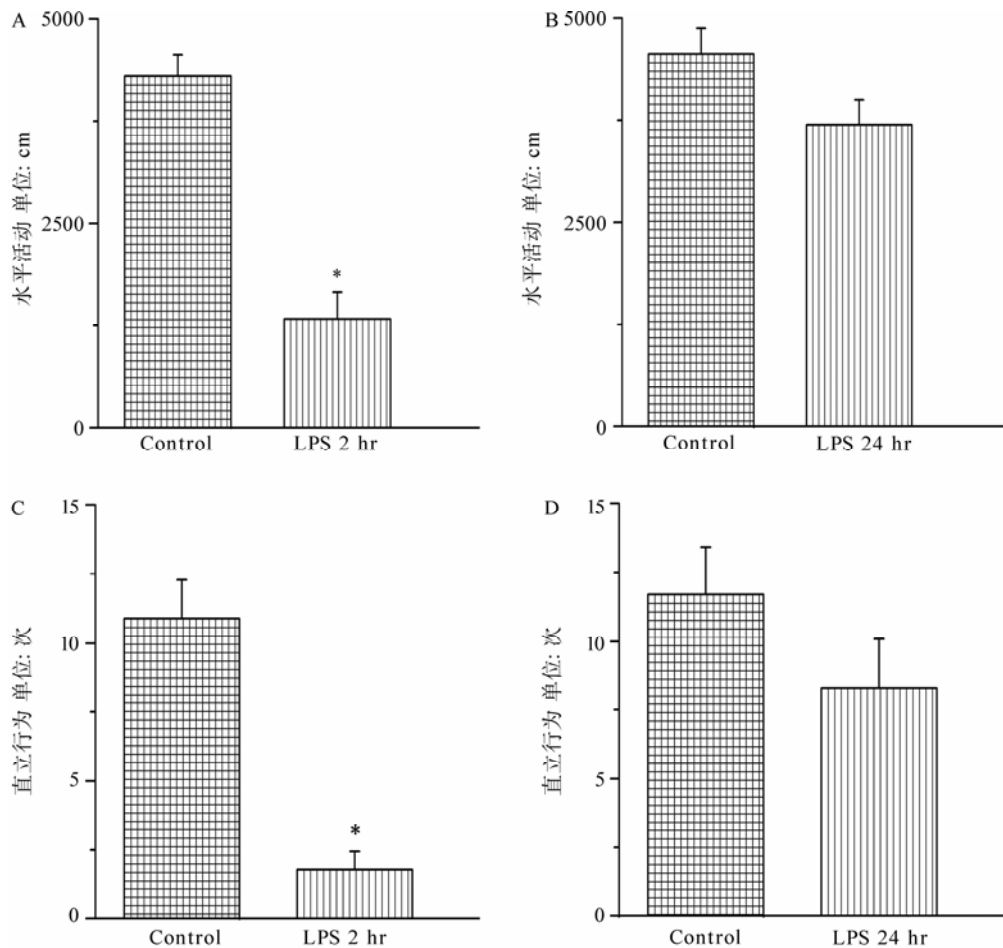 A
5000
2500
0
水平活动 单位: cm
*
Control
LPS 2 hr
B
5000
2500
0
水平活动 单位: cm
Control
LPS 24 hr
C
15
10
5
0
直立行为 单位: 次
*
Control
LPS 2 hr
D
15
10
5
0
直立行为 单位: 次
Control
LPS 24 hr